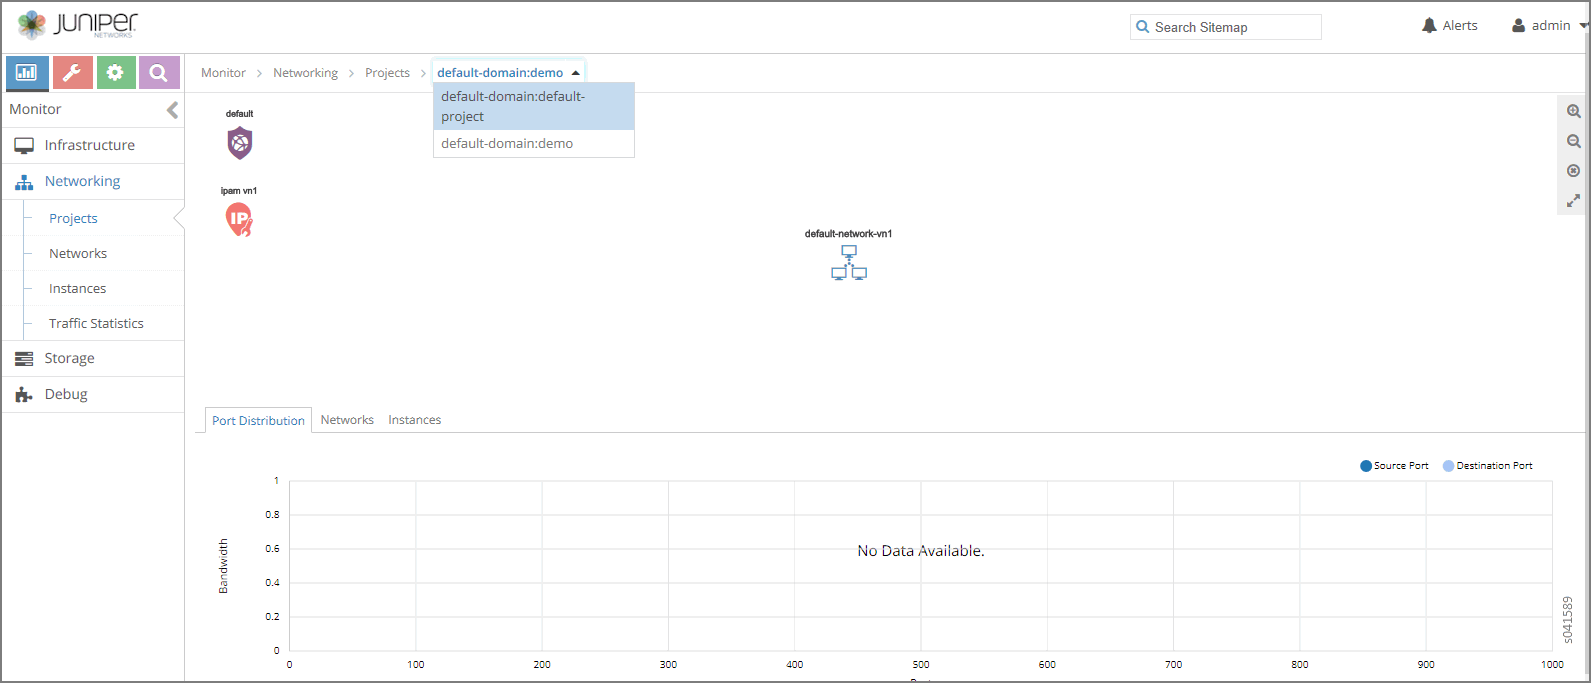 JUNIPER
NETWORKS
Search Sitemap
Alerts
admin
Monitor
Networking
Projects
default-domain:demo
default-domain:default-
project
default-domain:demo
Monitor
Infrastructure
Networking
Projects
Networks
Instances
Traffic Statistics
Storage
Debug
default
ipam vn1
IP
default-network-vn1
Port Distribution
Networks
Instances
Source Port
Destination Port
Bandwidth
1
0.8
0.6
0.4
0.2
0
No Data Available.
0
100
200
300
400
500
600
700
800
900
1000
s041589